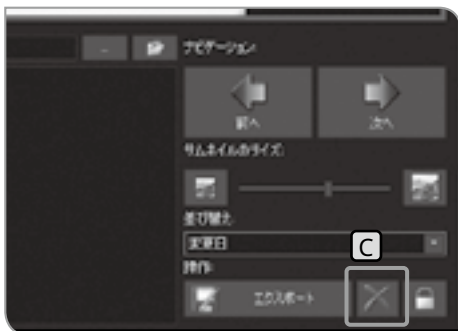 ナビゲーション:
前へ
次へ
サムネイルのサイズ:
並び替え:
変更日
C
操作:
エクスポート